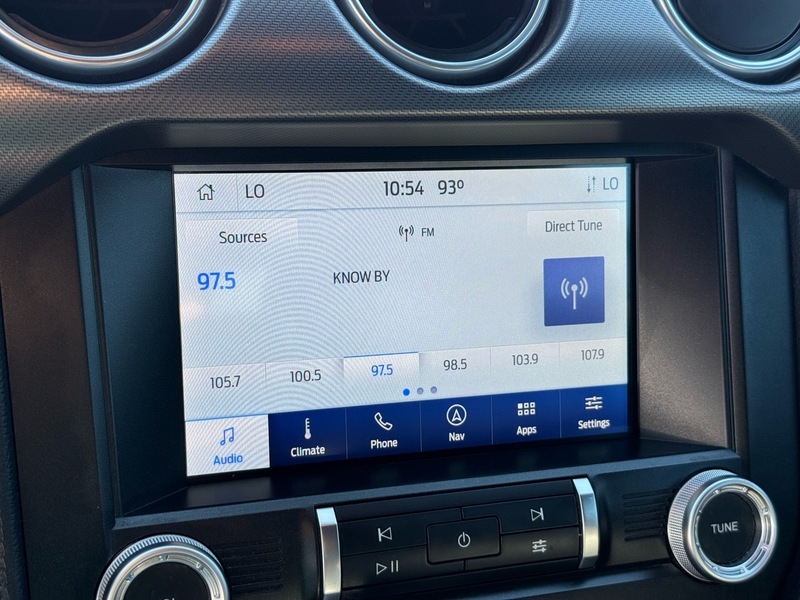 LO 10:54 93º LO
Sources FM Direct Tune
97.5 KNOW BY
105.7 100.5 97.5 98.5 103.9 107.9
Audio Climate Phone Nav Apps Settings
TUNE